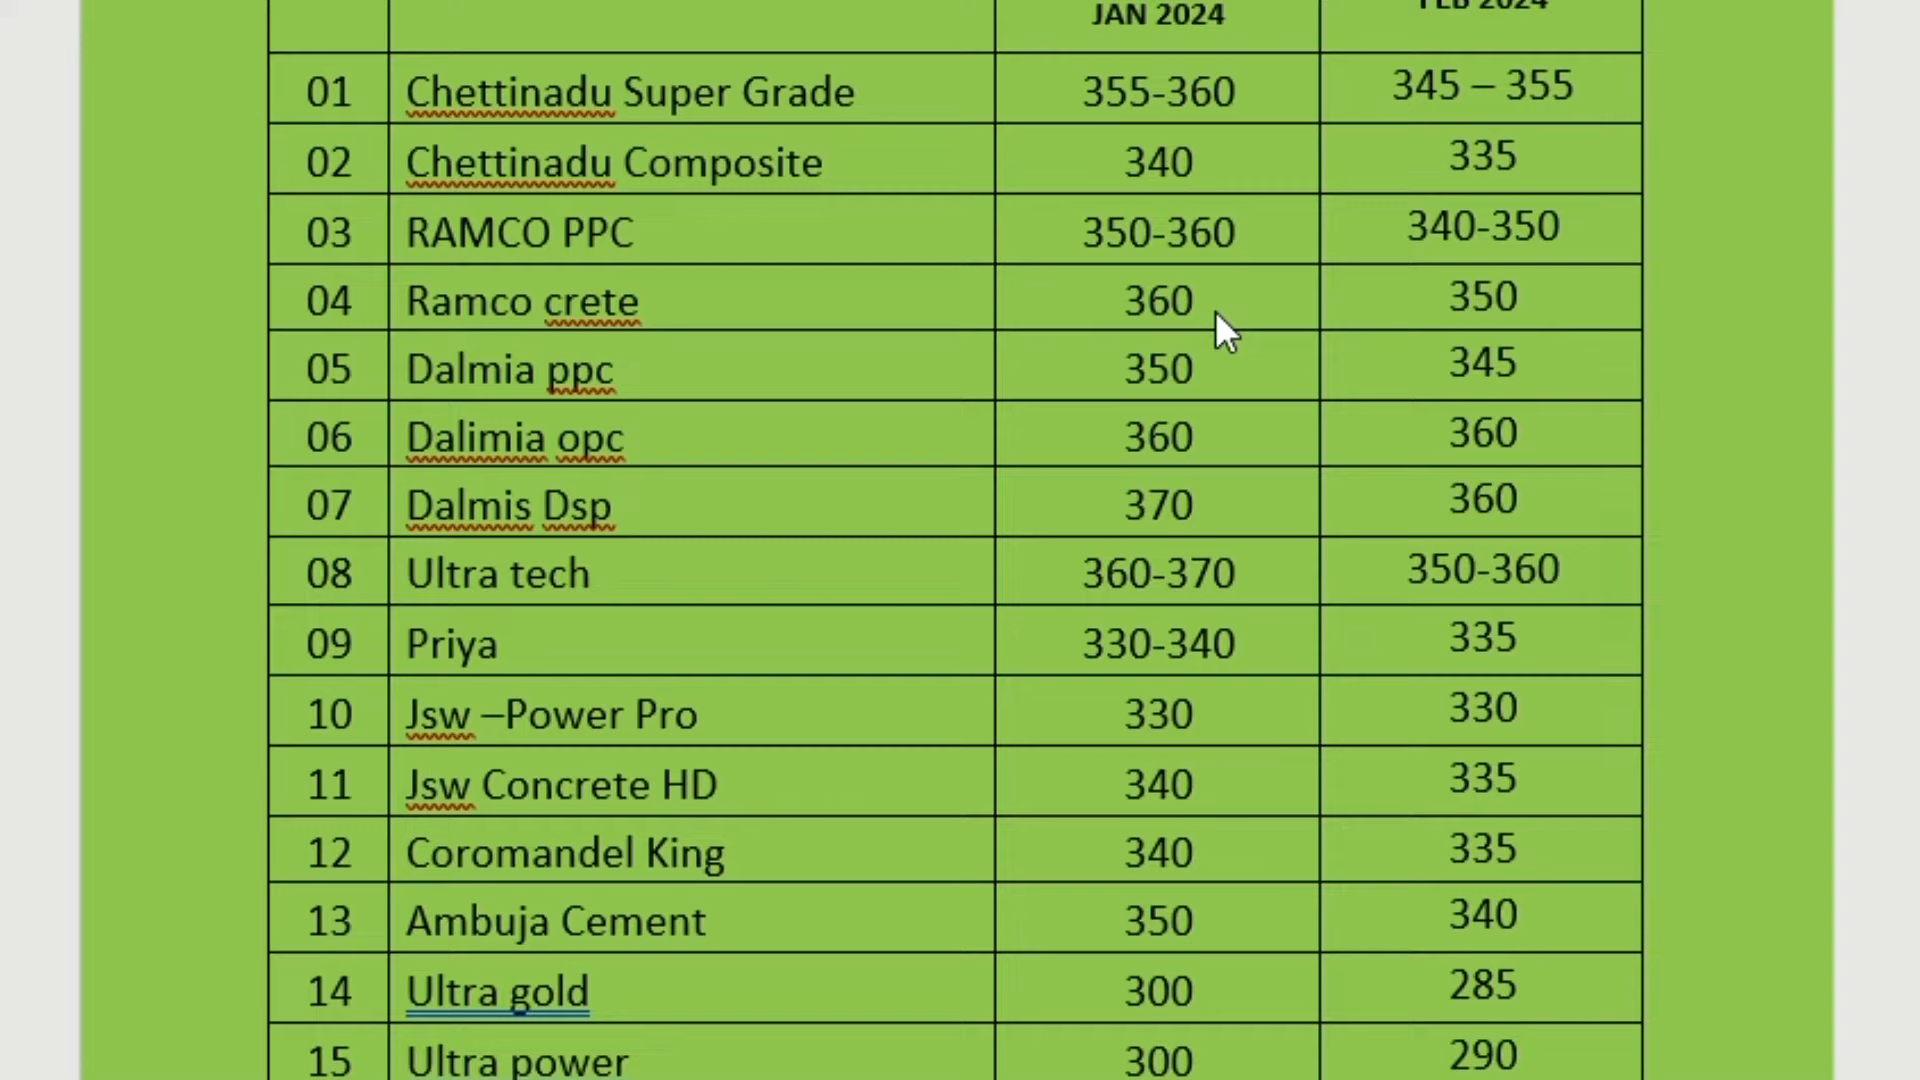 JAN 2024 FEB 2024
01 Chettinadu Super Grade 355-360 345 – 355
02 Chettinadu Composite 340 335
03 RAMCO PPC 350-360 340-350
04 Ramco crete 360 350
05 Dalmia ppc 350 345
06 Dalimia opc 360 360
07 Dalmis Dsp 370 360
08 Ultra tech 360-370 350-360
09 Priya 330-340 335
10 Jsw –Power Pro 330 330
11 Jsw Concrete HD 340 335
12 Coromandel King 340 335
13 Ambuja Cement 350 340
14 Ultra gold 300 285
15 Ultra power 300 290